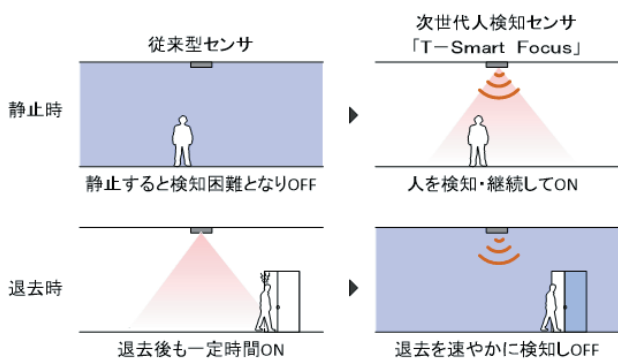 従来型センサ
次世代人検知センサ
「T－Smart Focus」
静止時
静止すると検知困難となりOFF
人を検知・継続してON
退去時
退去後も一定時間ON
退去を速やかに検知しOFF